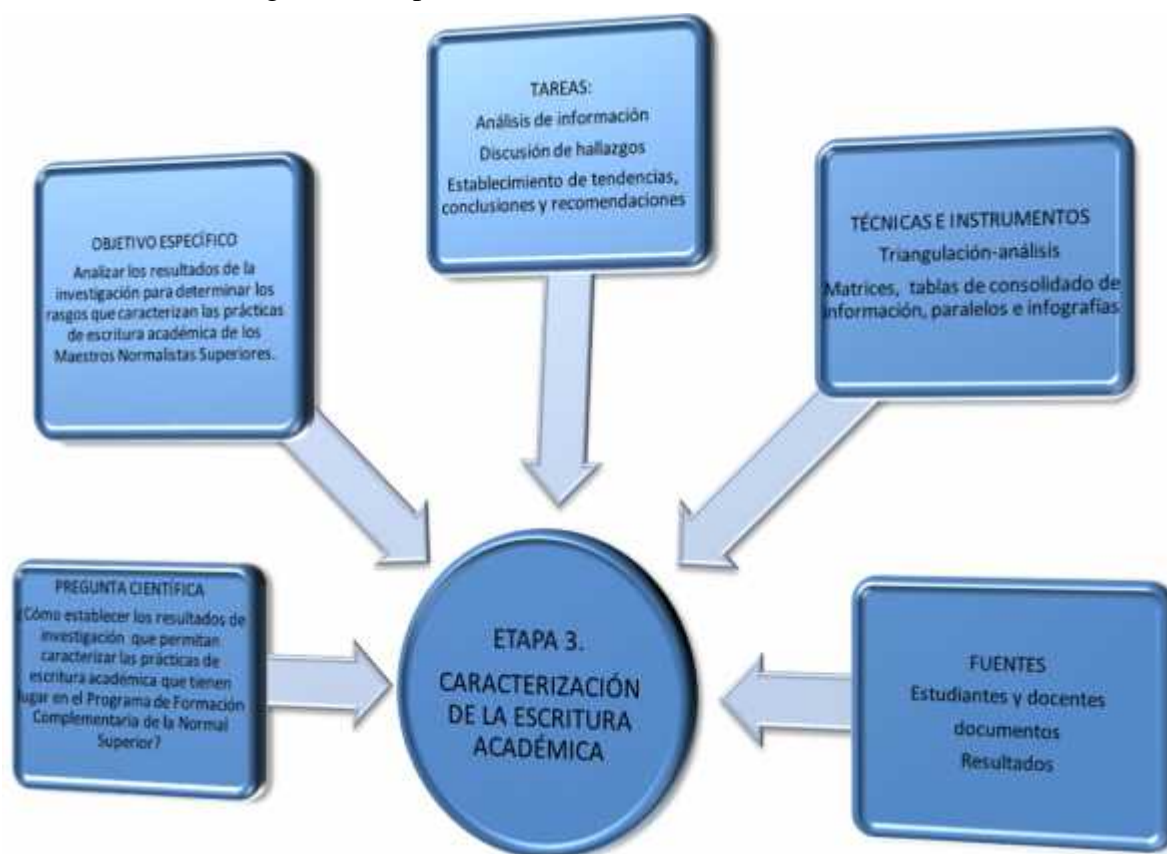 TAREAS:
Análisis de información
Discusión de hallazgos
Establecimiento de tendencias,
conclusiones y recomendaciones
OBJETIVO ESPECÍFICO
Analizar los resultados de la
investigación para determinar los
rasgos que caracterizan las prácticas
de escritura académica de los
Maestros Normalistas Superiores.
TÉCNICAS E INSTRUMENTOS
Triangulación-análisis
Matrices, tablas de consolidado de
información, paralelos e infografías
PREGUNTA CIENTÍFICA
¿Cómo establecer los resultados de
investigación que permitan
caracterizar las prácticas de
escritura académica que tienen
lugar en el Programa de Formación
Complementaria de la Normal
Superior?
ETAPA 3.
CARACTERIZACIÓN
DE LA ESCRITURA
ACADÉMICA
FUENTES
Estudiantes y docentes
documentos
Resultados